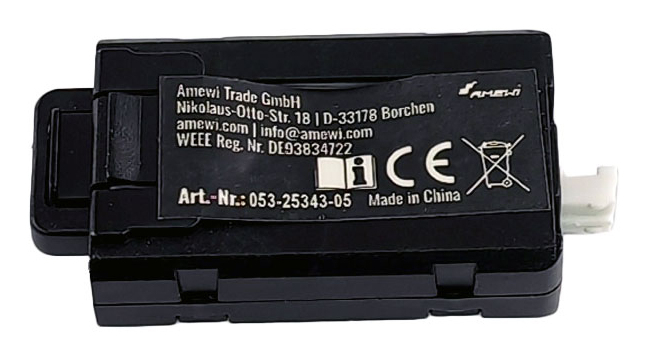 Amewi Trade GmbH
AMEWI
Nikolaus-Otto-Str. 18 | D-33178 Borchen
amewi.com | info@amewi.com
WEEE Reg. Nr. DE93834722
i CE
Art.-Nr.: 053-25343-05 Made in China